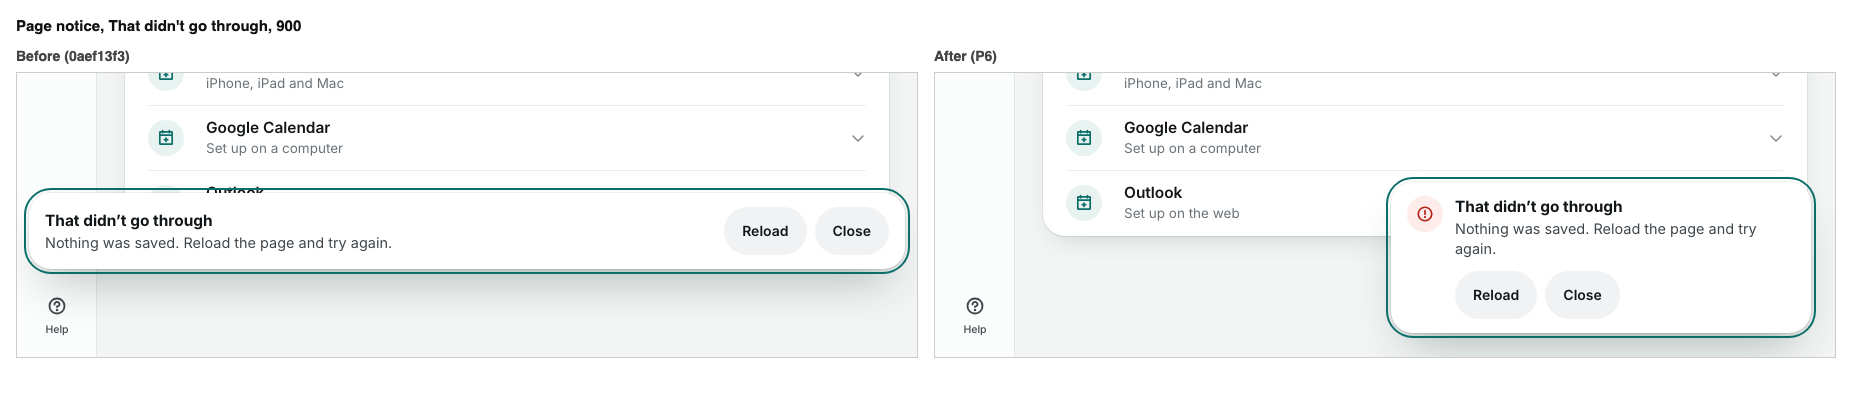 Page notice, That didn't go through, 900
Before (0aef13f3)
iPhone, iPad and Mac
Google Calendar
Set up on a computer
Outlook
That didn’t go through
Nothing was saved. Reload the page and try again.
Reload
Close
Help
After (P6)
iPhone, iPad and Mac
Google Calendar
Set up on a computer
Outlook
Set up on the web
That didn’t go through
Nothing was saved. Reload the page and try
again.
Reload
Close
Help